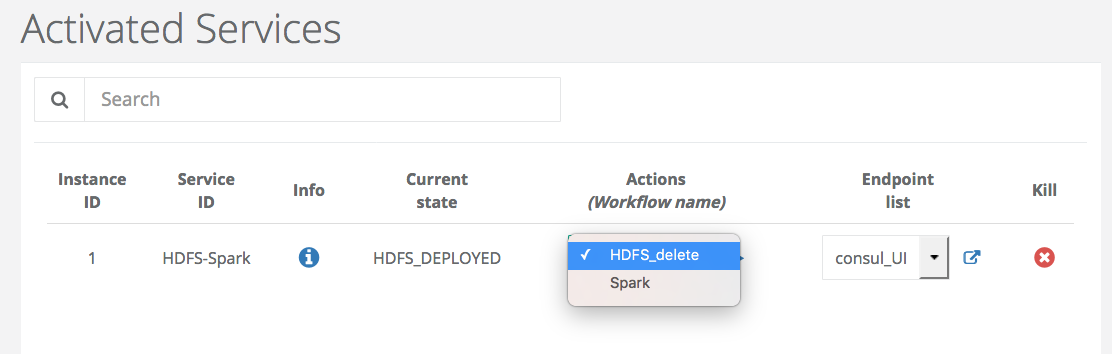 Activated Services
Search
Instance ID
Service ID
Info
Current state
Actions
(Workflow name)
Endpoint list
Kill
1
HDFS-Spark
HDFS_DEPLOYED
HDFS_delete
Spark
consul_UI